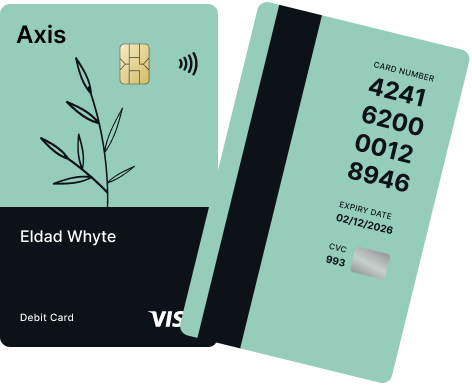 Axis
Eldad Whyte
Debit Card
VIS
CARD NUMBER
4241
6200
0012
8946
EXPIRY DATE
02/12/2026
CVC
993